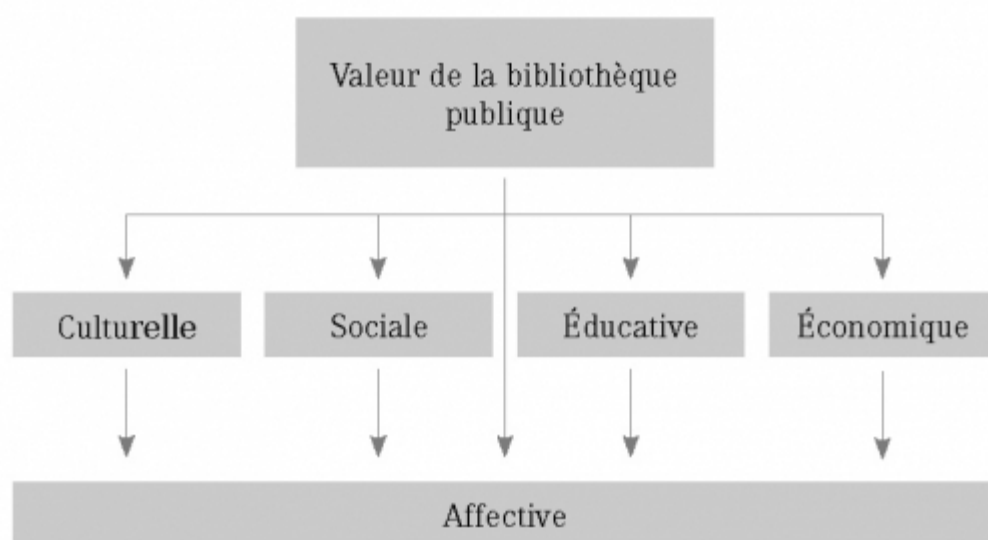 Valeur de la bibliothèque
publique
Culturelle
Sociale
Éducative
Économique
Affective